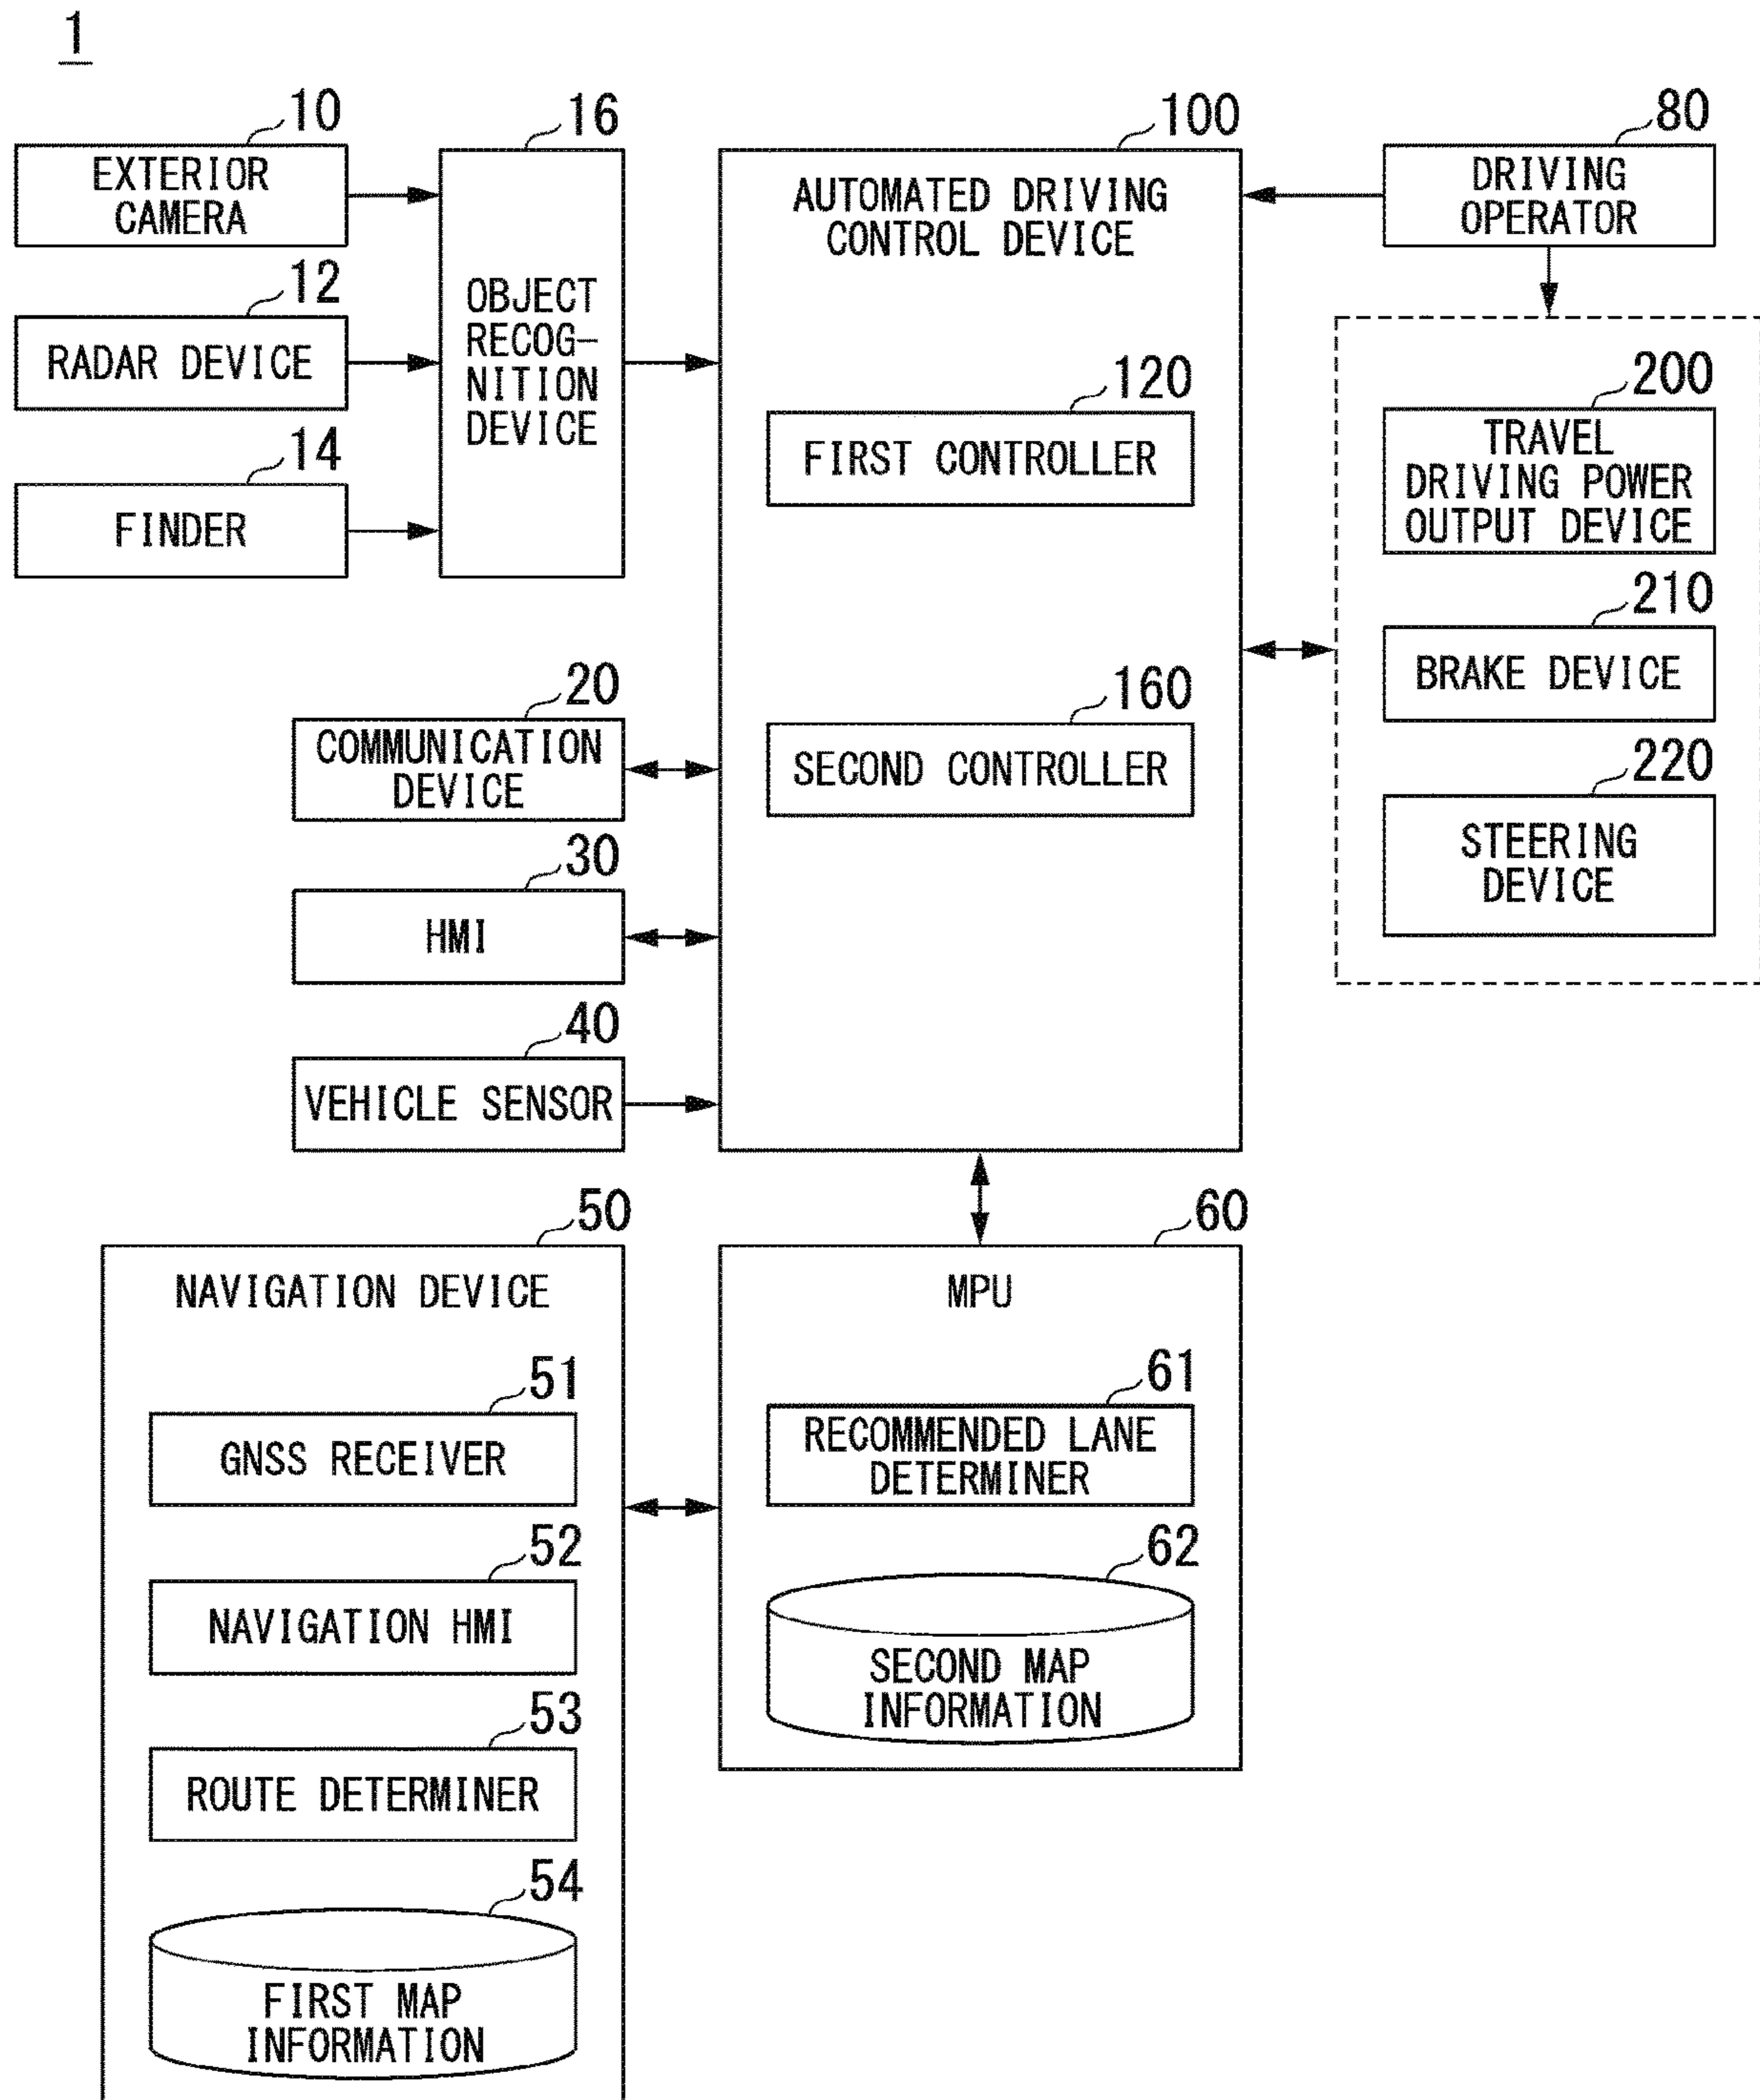 1
10
EXTERIOR
CAMERA
12
RADAR DEVICE
14
FINDER
16
OBJECT
RECOG-
NITION
DEVICE
100
AUTOMATED DRIVING
CONTROL DEVICE
120
FIRST CONTROLLER
160
SECOND CONTROLLER
80
DRIVING
OPERATOR
200
TRAVEL
DRIVING POWER
OUTPUT DEVICE
210
BRAKE DEVICE
220
STEERING
DEVICE
20
COMMUNICATION
DEVICE
30
HMI
40
VEHICLE SENSOR
50
NAVIGATION DEVICE
51
GNSS RECEIVER
52
NAVIGATION HMI
53
ROUTE DETERMINER
54
FIRST MAP
INFORMATION
60
MPU
61
RECOMMENDED LANE
DETERMINER
62
SECOND MAP
INFORMATION